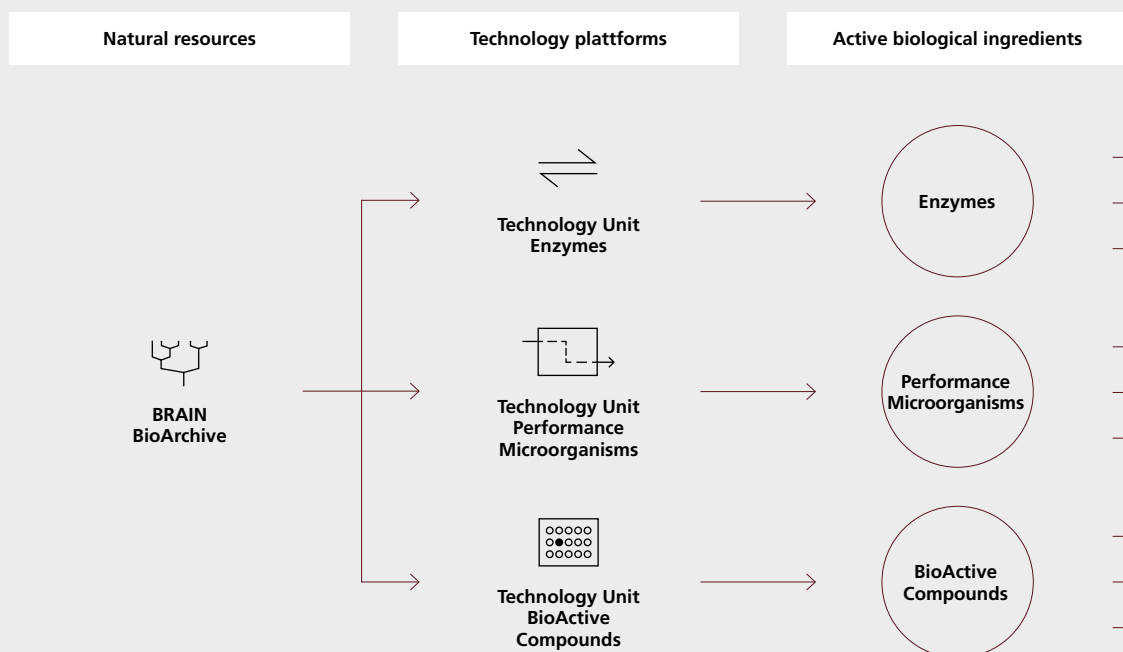 Natural resources
Technology plattforms
Active biological ingredients
Technology Unit
Enzymes
Enzymes
BRAIN
BioArchive
Technology Unit
Performance
Microorganisms
Performance
Microorganisms
Technology Unit
BioActive
Compounds
BioActive
Compounds